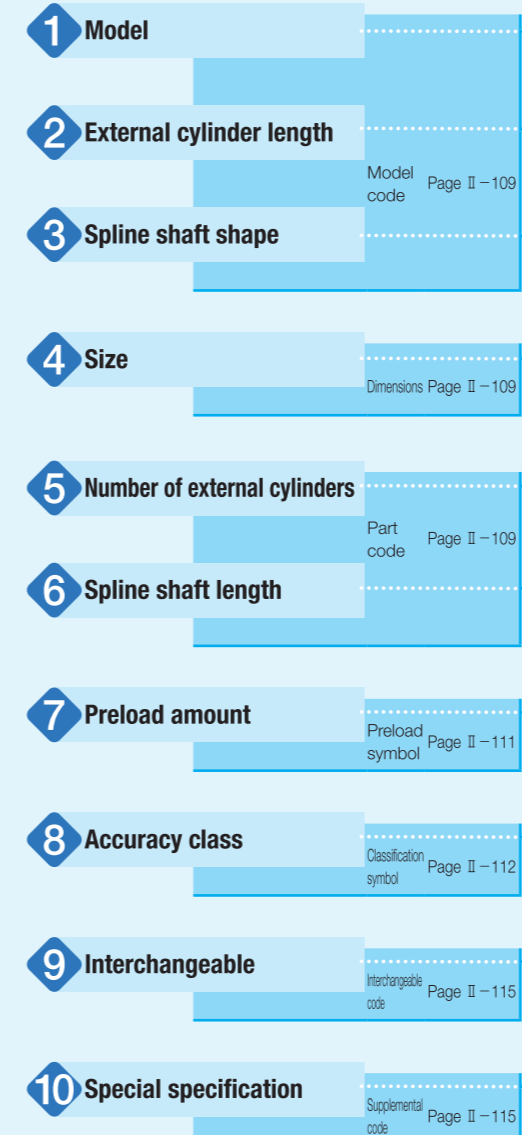 1 Model
2 External cylinder length
Model code Page Ⅱ－109
3 Spline shaft shape
4 Size
Dimensions Page Ⅱ－109
5 Number of external cylinders
Part code Page Ⅱ－109
6 Spline shaft length
7 Preload amount
Preload symbol Page Ⅱ－111
8 Accuracy class
Classification symbol Page Ⅱ－112
9 Interchangeable
Interchangeable code Page Ⅱ－115
10 Special specification
Supplemental code Page Ⅱ－115